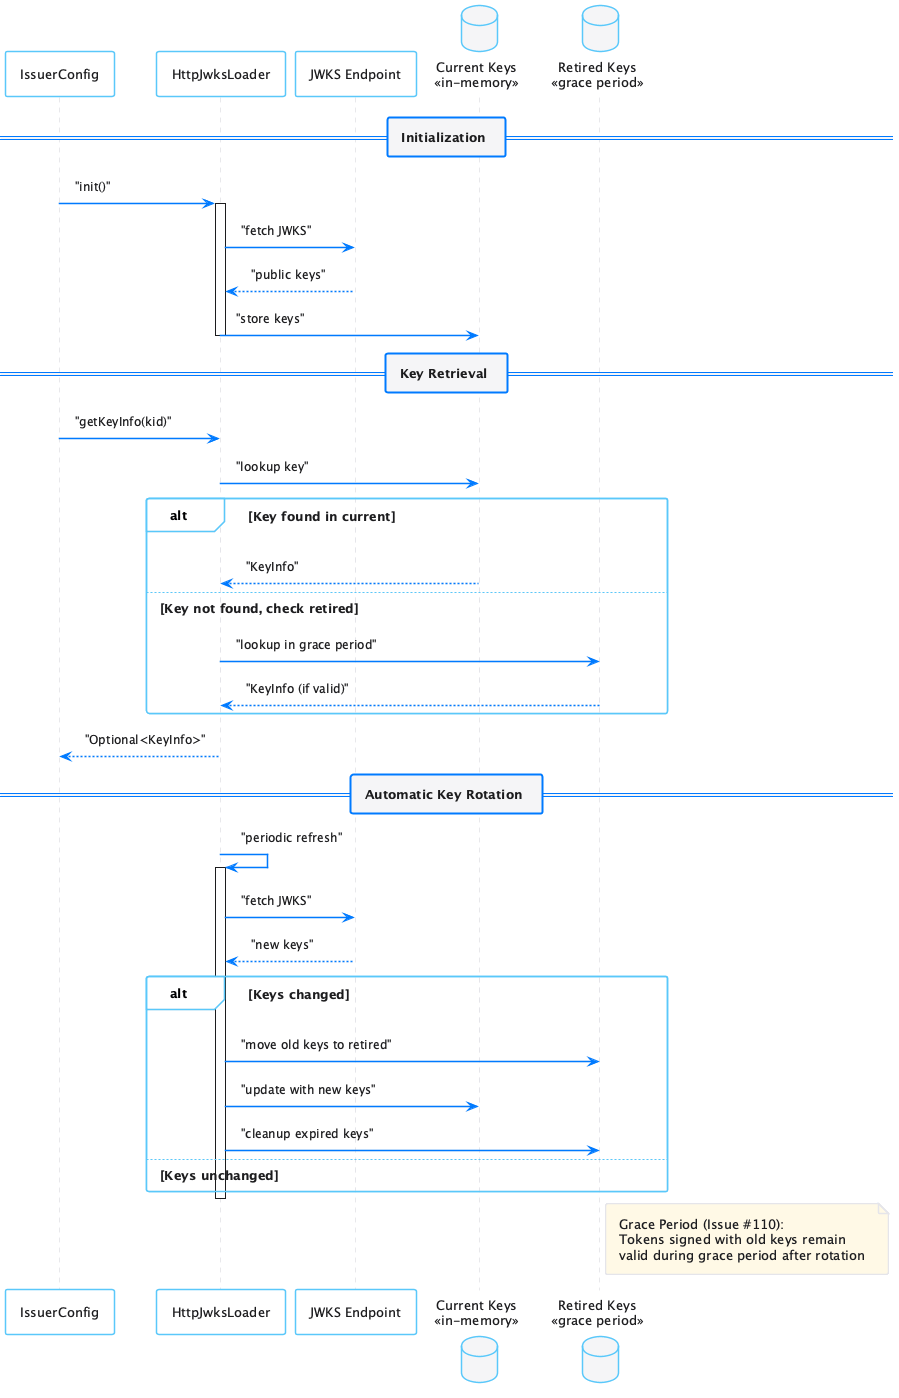 IssuerConfig
HttpJwksLoader
JWKS Endpoint
Current Keys
«in-memory»
Retired Keys
«grace period»
Initialization
"init()"
"fetch JWKS"
"public keys"
"store keys"
Key Retrieval
"getKeyInfo(kid)"
"lookup key"
alt
[Key found in current]
"KeyInfo"
[Key not found, check retired]
"lookup in grace period"
"KeyInfo (if valid)"
"Optional<KeyInfo>"
Automatic Key Rotation
"periodic refresh"
"fetch JWKS"
"new keys"
alt
[Keys changed]
"move old keys to retired"
"update with new keys"
"cleanup expired keys"
[Keys unchanged]
Grace Period (Issue #110):
Tokens signed with old keys remain
valid during grace period after rotation
IssuerConfig
HttpJwksLoader
JWKS Endpoint
Current Keys
«in-memory»
Retired Keys
«grace period»